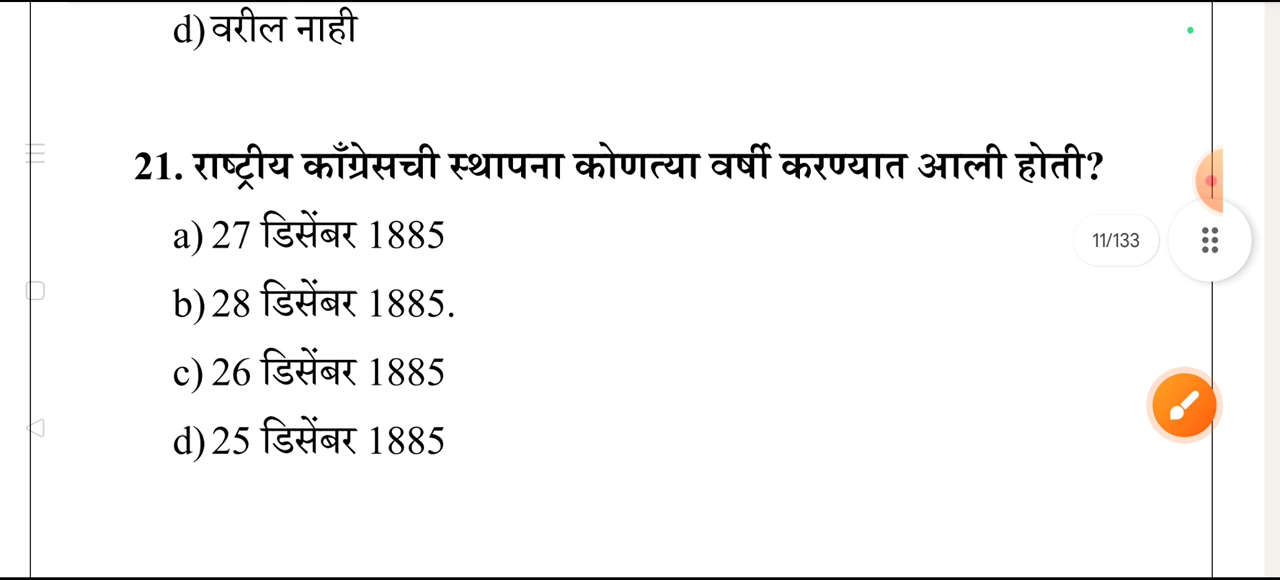 d) वरील नाही
21. राष्ट्रीय काँग्रेसची स्थापना कोणत्या वर्षी करण्यात आली होती?
a) 27 डिसेंबर 1885
11/133
b) 28 डिसेंबर 1885.
c) 26 डिसेंबर 1885
d) 25 डिसेंबर 1885